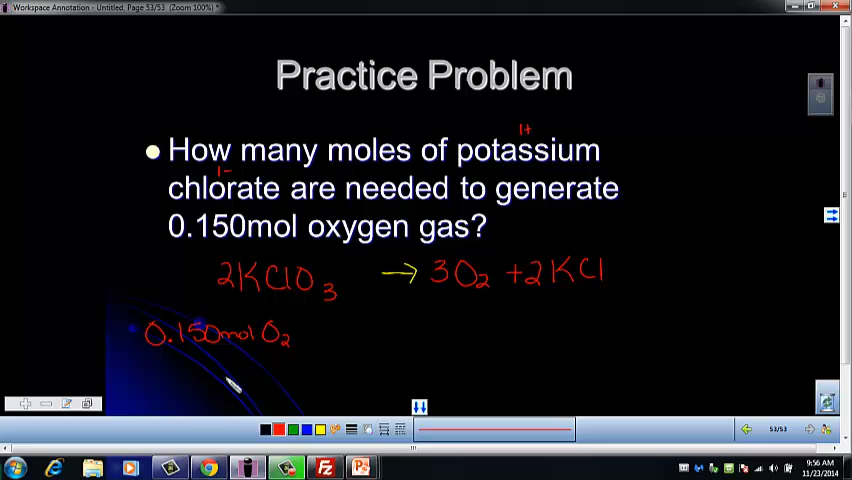 Workspace Annotation - Untitled, Page 53/53 (Zoom 100%) *
Practice Problem
1+
How many moles of potassium
1-
chlorate are needed to generate
0.150mol oxygen gas?
2KClO3 → 3O2 + 2KCl
0.150mol O2
53/53
9:56 AM
11/23/2014